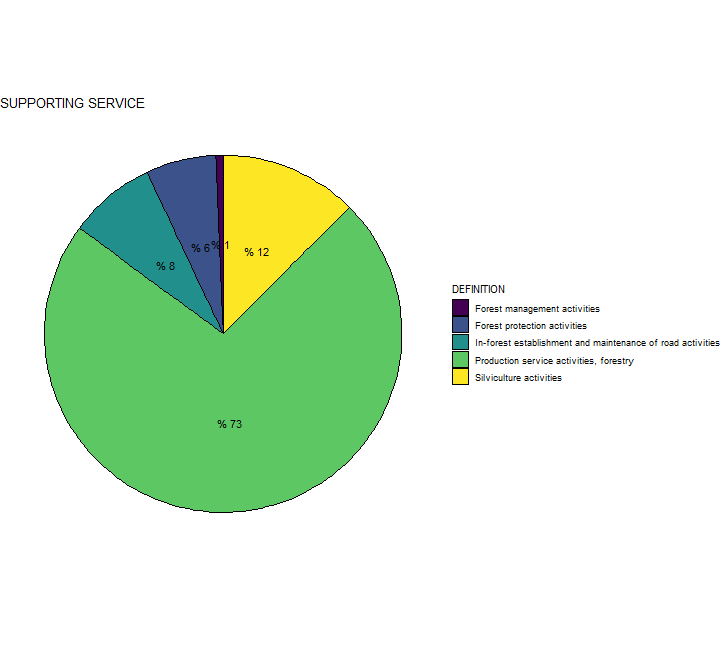 SUPPORTING SERVICE
% 6
% 1
% 12
% 8
% 73
DEFINITION
Forest management activities
Forest protection activities
In-forest establishment and maintenance of road activities
Production service activities, forestry
Silviculture activities